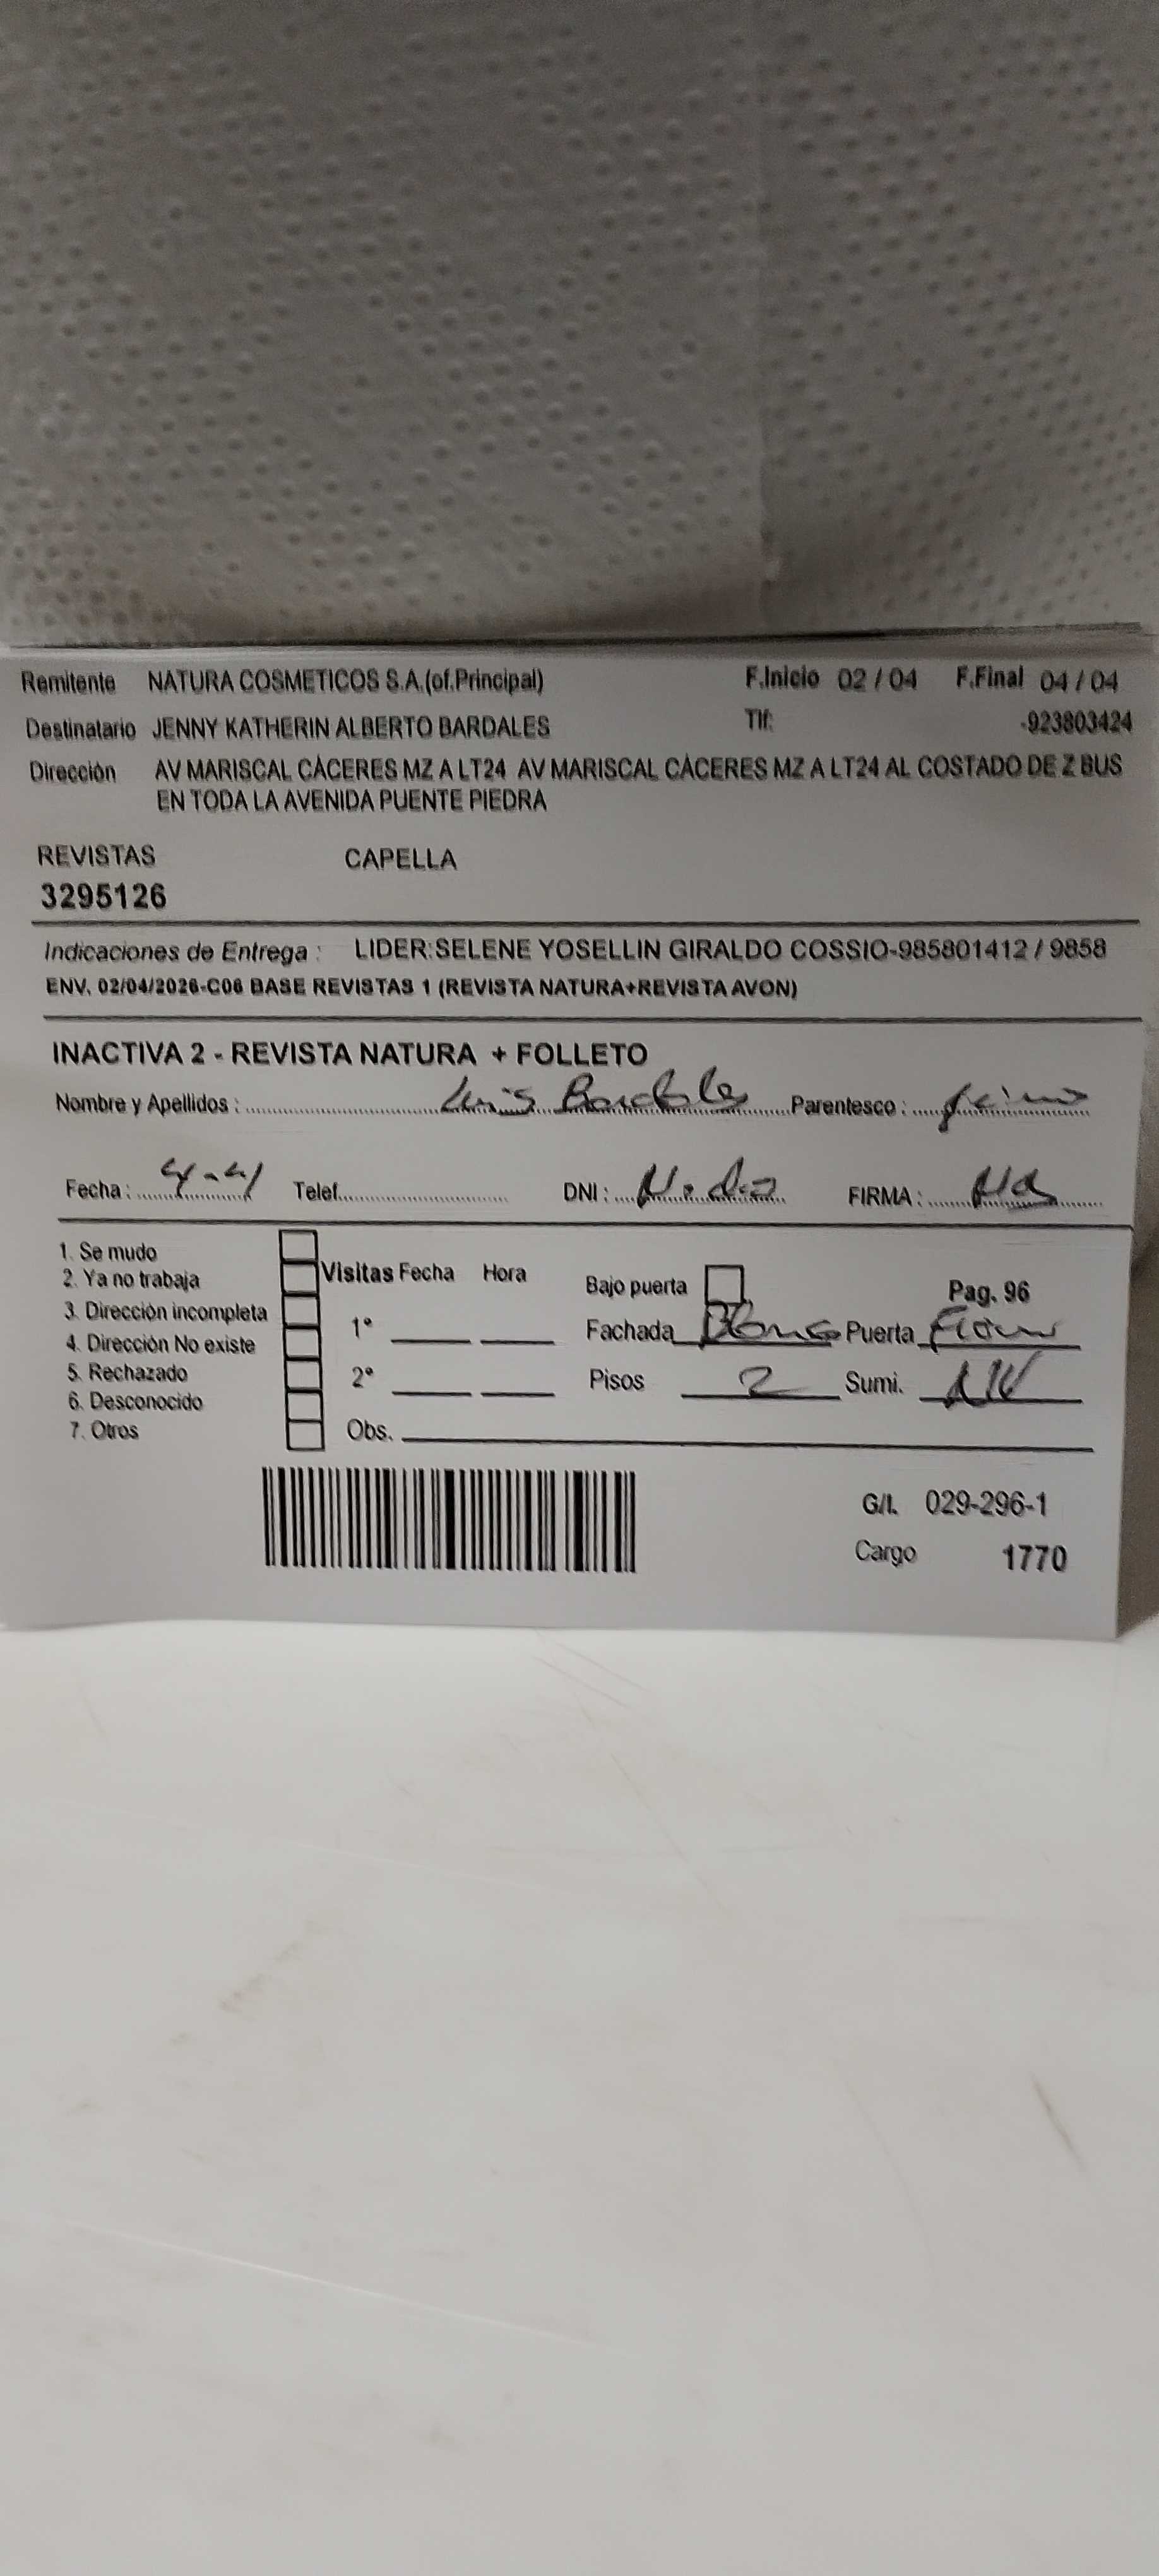 Remitente NATURA COSMETICOS S.A.(of.Principal) F.Inicio 02 / 04 F.Final 04 / 04
Destinatario JENNY KATHERIN ALBERTO BARDALES Tlf: -923803424
Dirección AV MARISCAL CÁCERES MZ A LT24 AV MARISCAL CÁCERES MZ A LT24 AL COSTADO DE Z BUS
EN TODA LA AVENIDA PUENTE PIEDRA
REVISTAS CAPELLA
3295126
Indicaciones de Entrega : LIDER:SELENE YOSELLIN GIRALDO COSSIO-985801412 / 9858
ENV. 02/04/2026-C06 BASE REVISTAS 1 (REVISTA NATURA+REVISTA AVON)
INACTIVA 2 - REVISTA NATURA + FOLLETO
Nombre y Apellidos : Luis Bardales Parentesco :
Fecha : 4-4 Telef. DNI : N. dio FIRMA :
1. Se mudo
2. Ya no trabaja Visitas Fecha Hora Bajo puerta Pag. 96
3. Dirección incompleta 1° Fachada Blanco Puerta
4. Dirección No existe
5. Rechazado 2° Pisos 2 Sumi.
6. Desconocido
7. Otros Obs.
G/I. 029-296-1
Cargo 1770